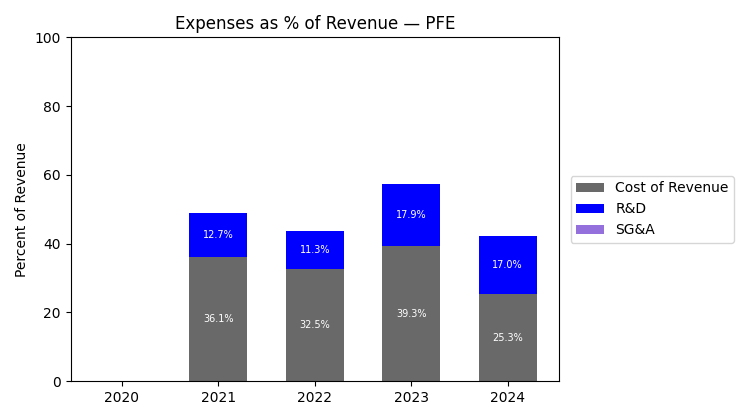 Expenses as % of Revenue — PFE
Percent of Revenue
100
80
60
40
20
0
12.7%
36.1%
11.3%
32.5%
17.9%
39.3%
17.0%
25.3%
2020 2021 2022 2023 2024
Cost of Revenue
R&D
SG&A